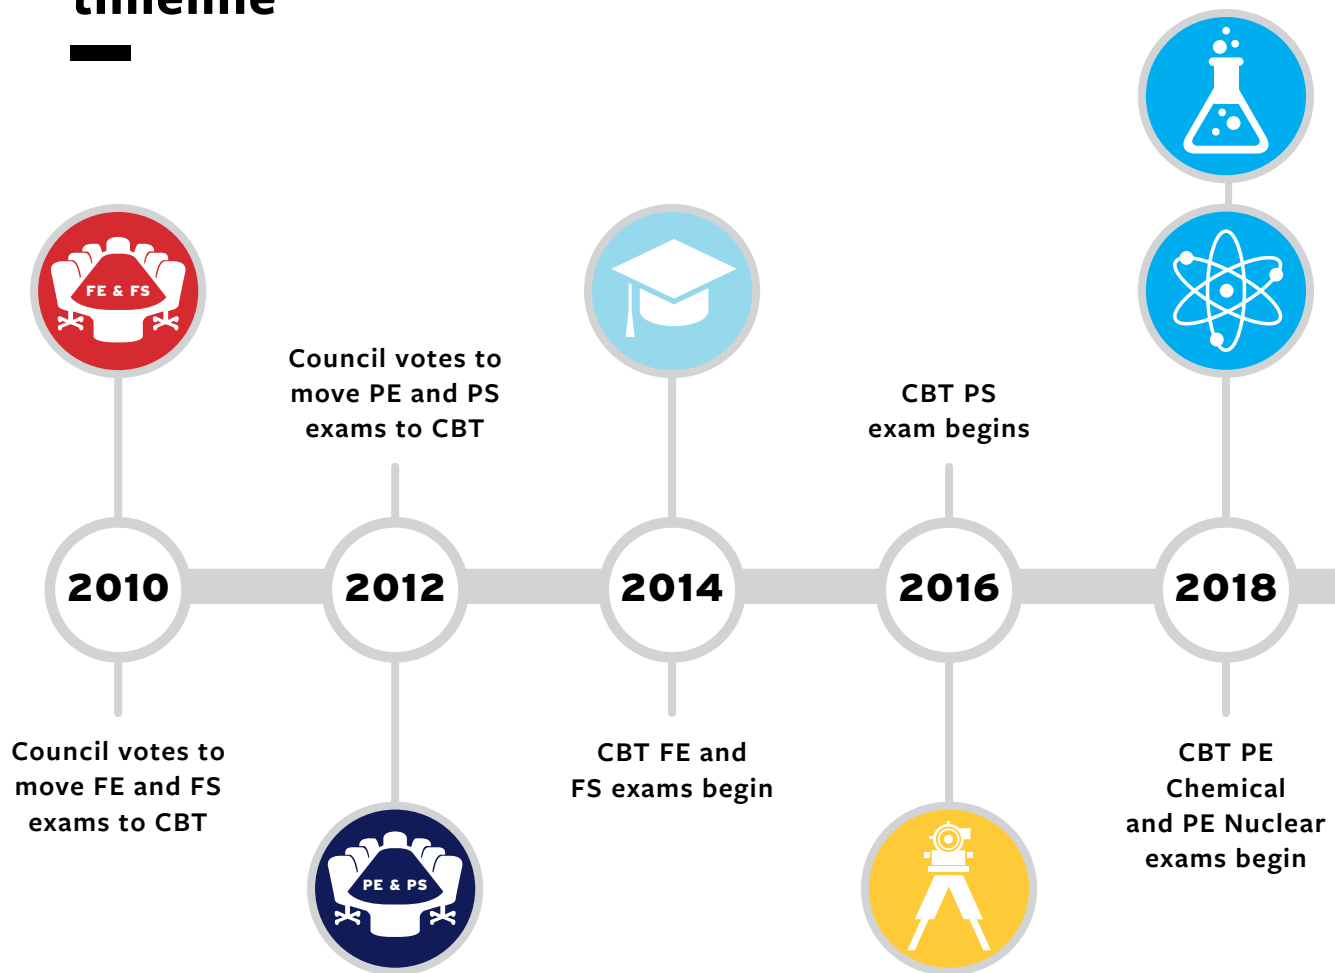 timeline
FE & FS
Council votes to
move PE and PS
exams to CBT
CBT PS
exam begins
2010
2012
2014
2016
2018
Council votes to
move FE and FS
exams to CBT
CBT FE and
FS exams begin
CBT PE
Chemical
and PE Nuclear
exams begin
PE & PS